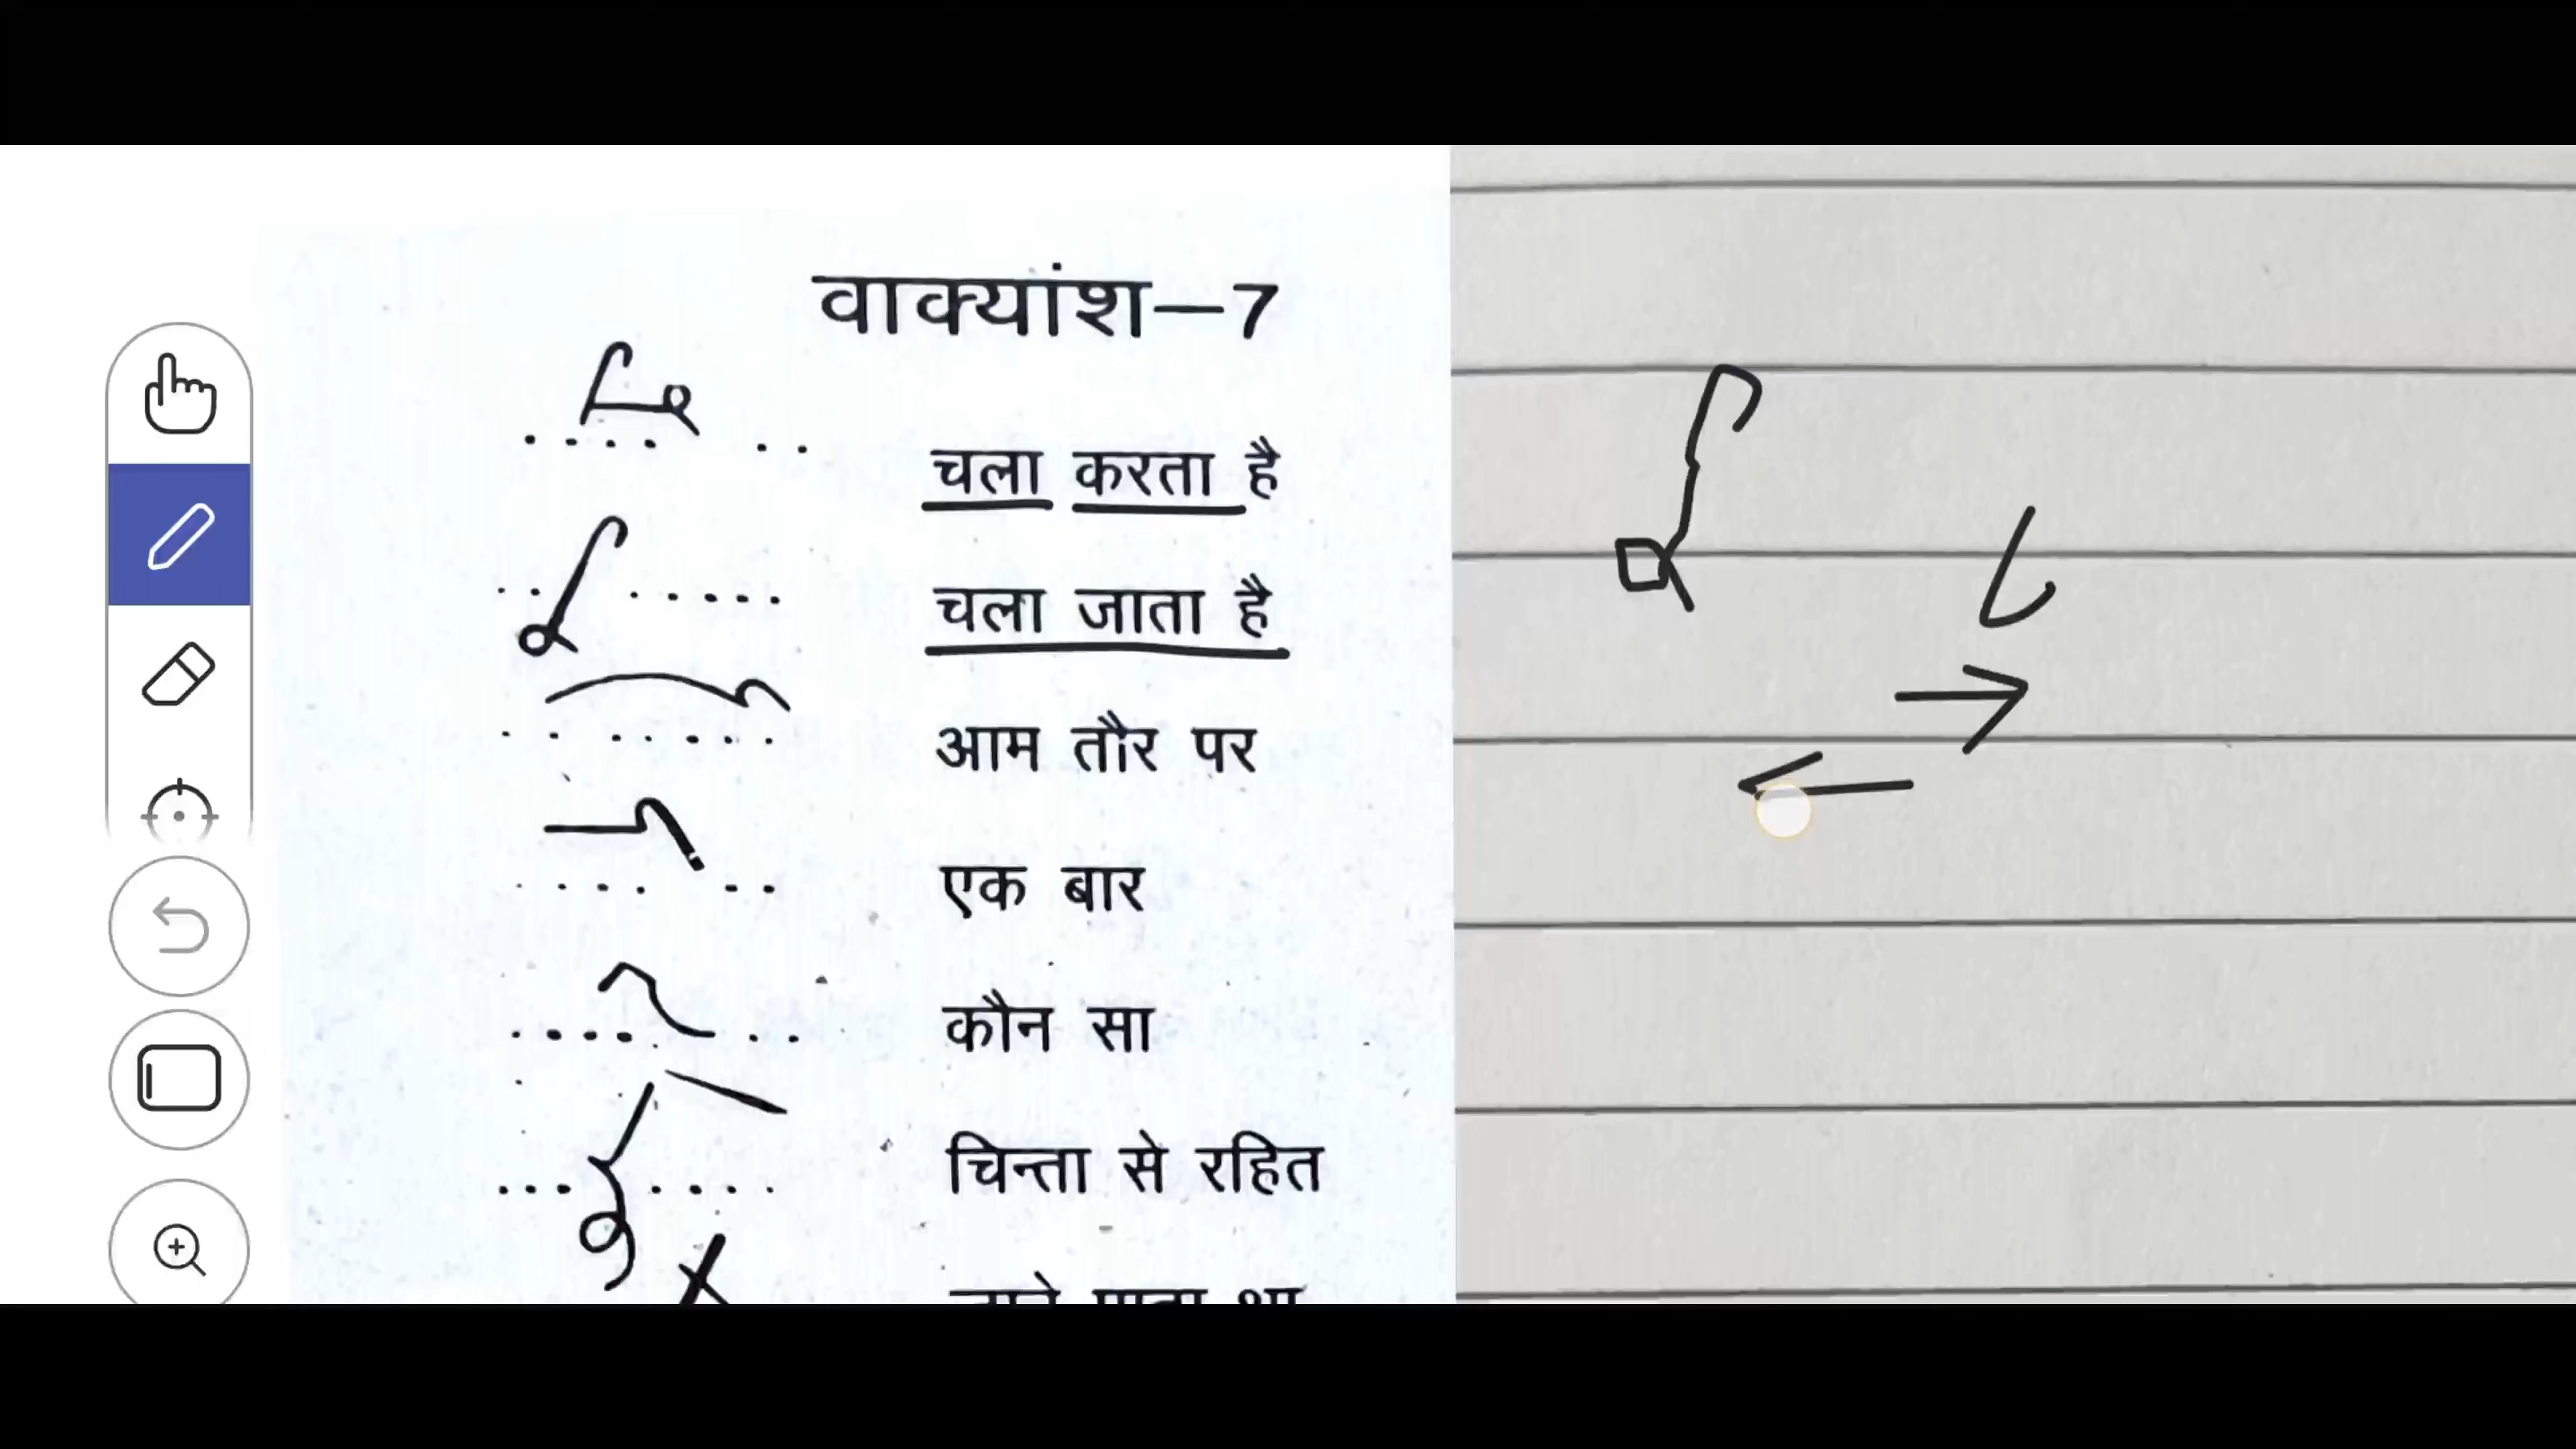 वाक्यांश—7
चला करता है
चला जाता है
आम तौर पर
एक बार
कौन सा
चिन्ता से रहित